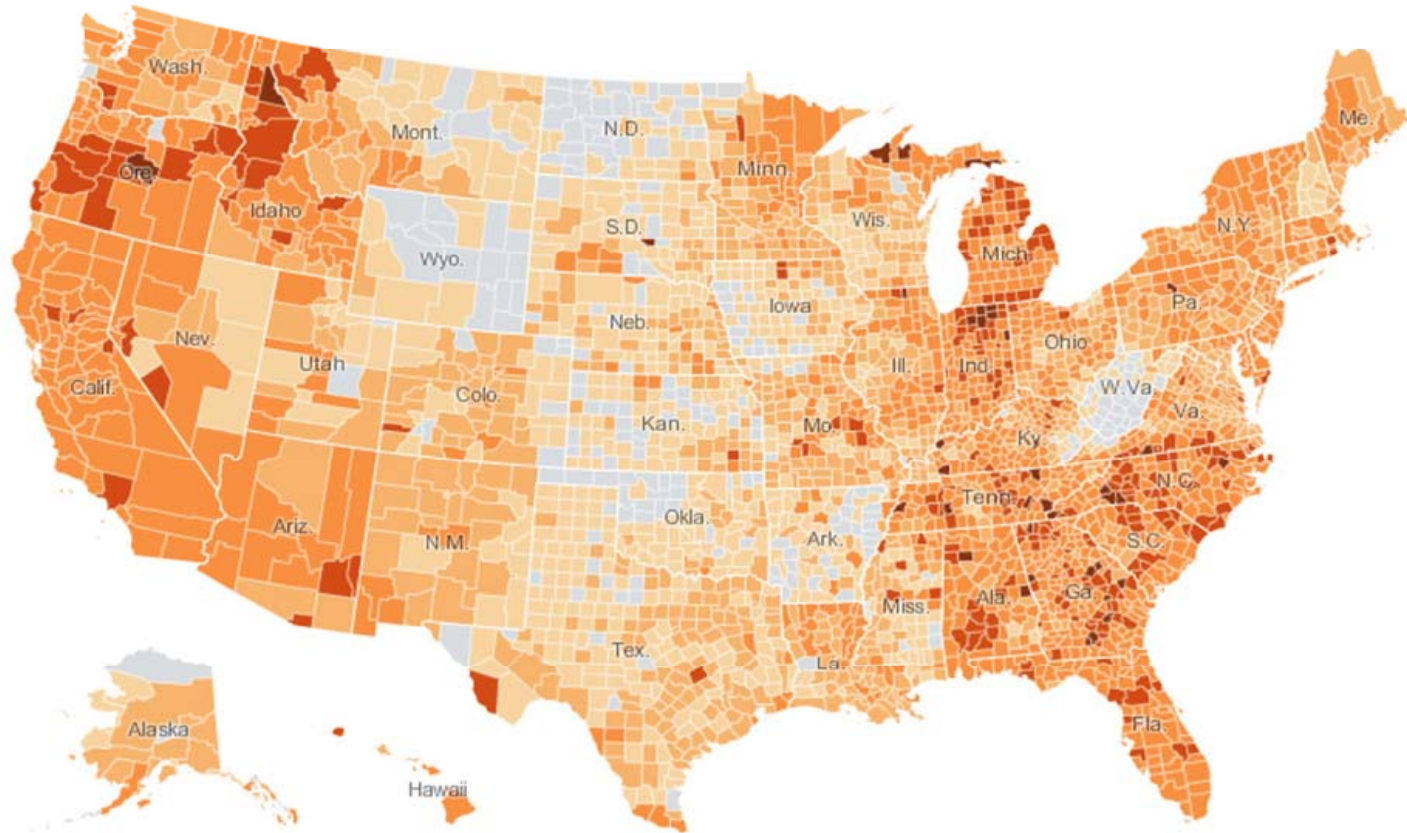 Wash.
Mont.
N.D.
Minn.
Me.
Ore.
Idaho
S.D.
Wis.
Mich.
N.Y.
Wyo.
Iowa
Pa.
Nev.
Utah
Neb.
Ill.
Ind.
Ohio
Calif.
Colo.
Kan.
Mo.
Ky.
W.Va.
Va.
Ariz.
N.M.
Okla.
Ark.
Tenn.
N.C.
S.C.
Tex.
La.
Miss.
Ala.
Ga.
Fla.
Alaska
Hawaii